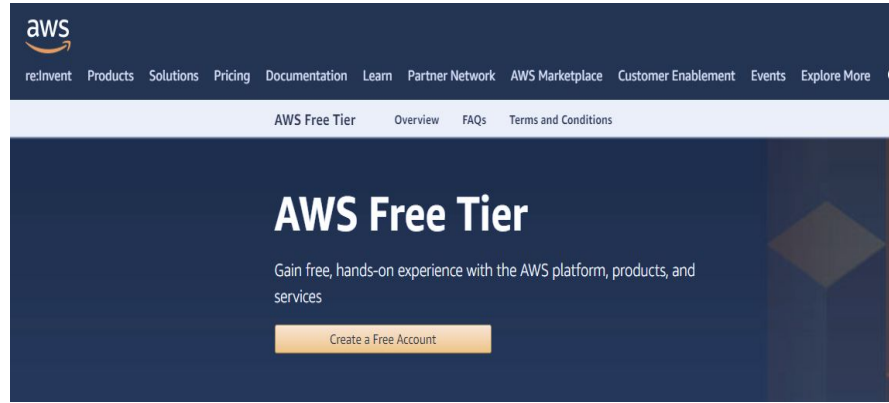 aws
re:Invent Products Solutions Pricing Documentation Learn Partner Network AWS Marketplace Customer Enablement Events Explore More
AWS Free Tier Overview FAQs Terms and Conditions
AWS Free Tier
Gain free, hands-on experience with the AWS platform, products, and
services
Create a Free Account